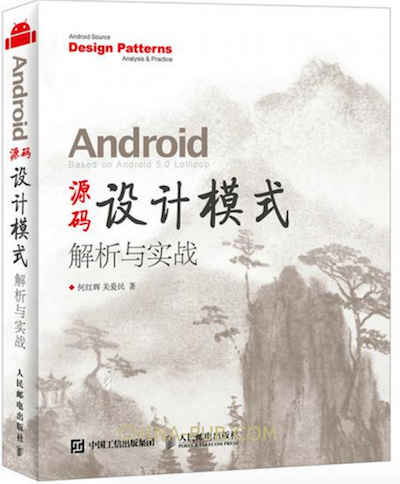 Android Source
Design Patterns
Analysis & Practice
Android
Based on Android 5.0 Lollipop
源码
设计模式
解析与实战
何红辉 关爱民 著
中国工信出版集团
人民邮电出版社
POSTS & TELECOM PRESS
CHINA-PUB.COM
Android
源码
设计模式
解析与实战
人民邮电出版社